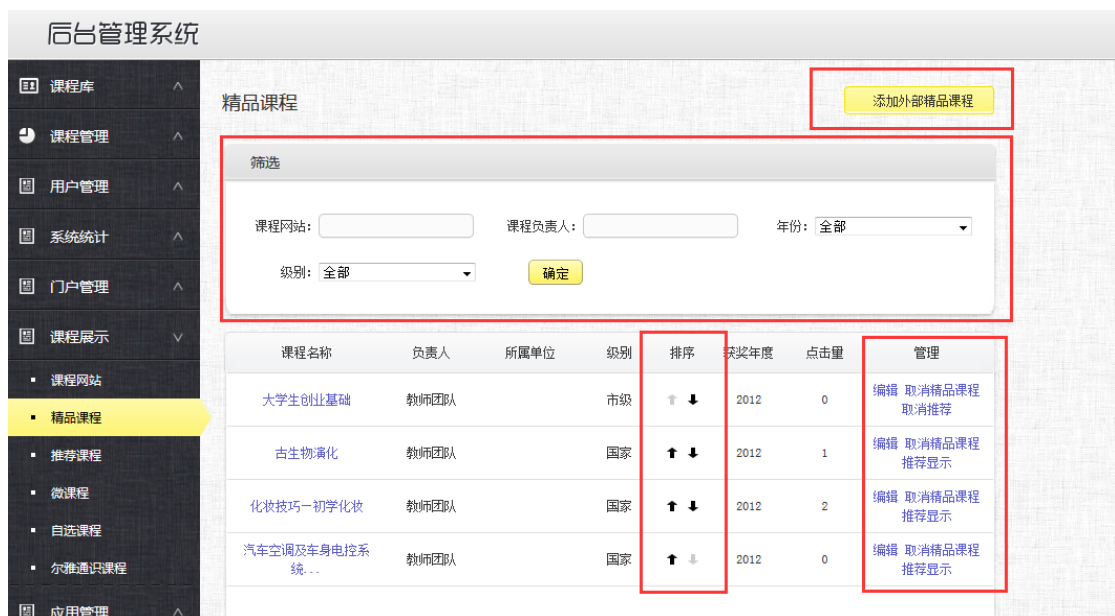 后台管理系统
课程库
课程管理
用户管理
系统统计
门户管理
课程展示
课程网站
精品课程
推荐课程
微课程
自选课程
尔雅通识课程
应用管理
精品课程
添加外部精品课程
筛选
课程网站：
课程负责人：
年份： 全部
级别： 全部
确定
课程名称 负责人 所属单位 级别 排序 获奖年度 点击量 管理
大学生创业基础 教师团队 市级 2012 0 编辑 取消精品课程
取消推荐
古生物演化 教师团队 国家 2012 1 编辑 取消精品课程
推荐显示
化妆技巧—初学化妆 教师团队 国家 2012 2 编辑 取消精品课程
推荐显示
汽车空调及车身电控系
统... 教师团队 国家 2012 0 编辑 取消精品课程
推荐显示